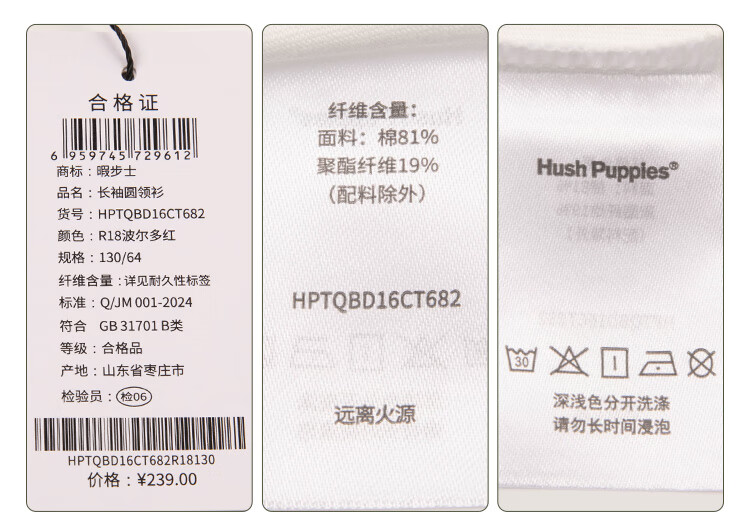 合格证
6 959745 729612
商标：暇步士
品名：长袖圆领衫
货号：HPTQBD16CT682
颜色：R18波尔多红
规格：130/64
纤维含量：详见耐久性标签
标准：Q/JM 001-2024
符合 GB 31701 B类
等级：合格品
产地：山东省枣庄市
检验员：检06
HPTQBD16CT682R18130
价格：¥239.00
纤维含量：
面料：棉81%
聚酯纤维19%
（配料除外）
HPTQBD16CT682
远离火源
Hush Puppies®
30
深浅色分开洗涤
请勿长时间浸泡